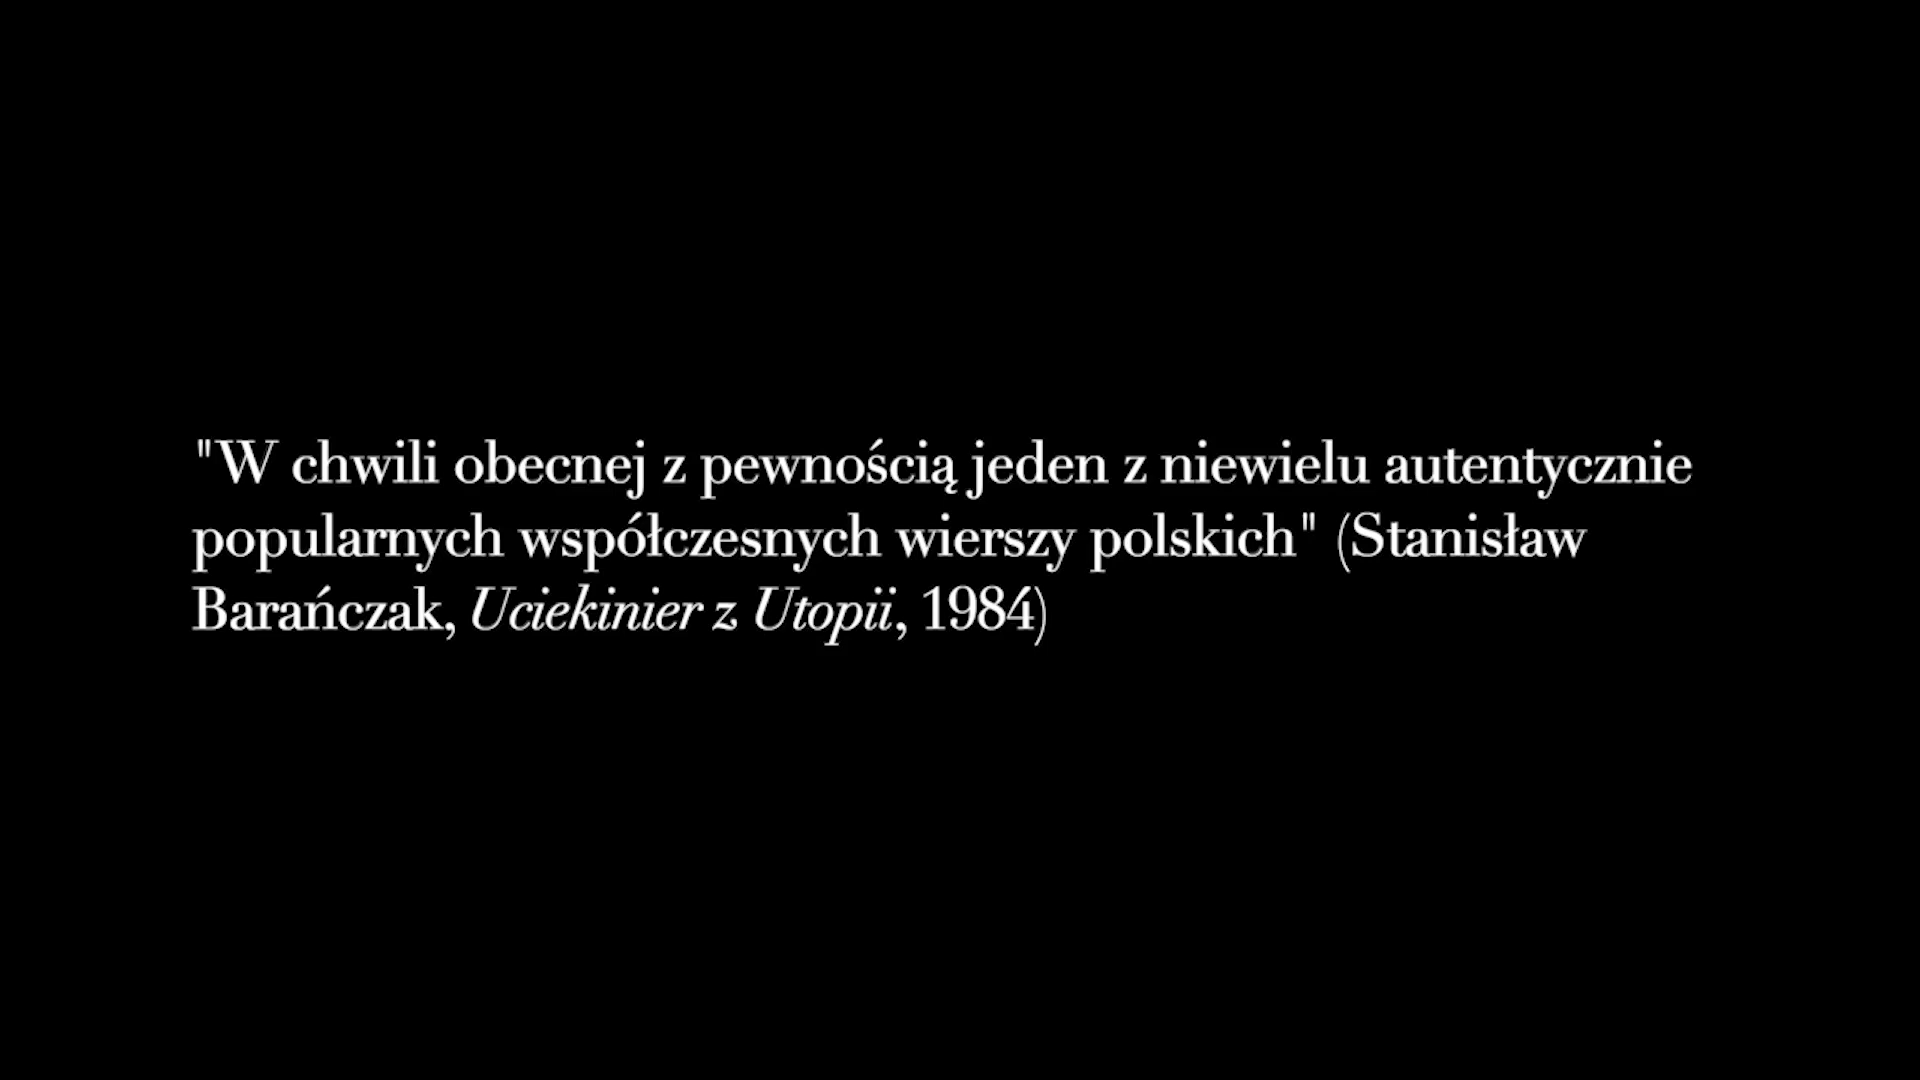 "W chwili obecnej z pewnością jeden z niewielu autentycznie
popularnych współczesnych wierszy polskich" (Stanisław
Barańczak, Uciekinier z Utopii, 1984)